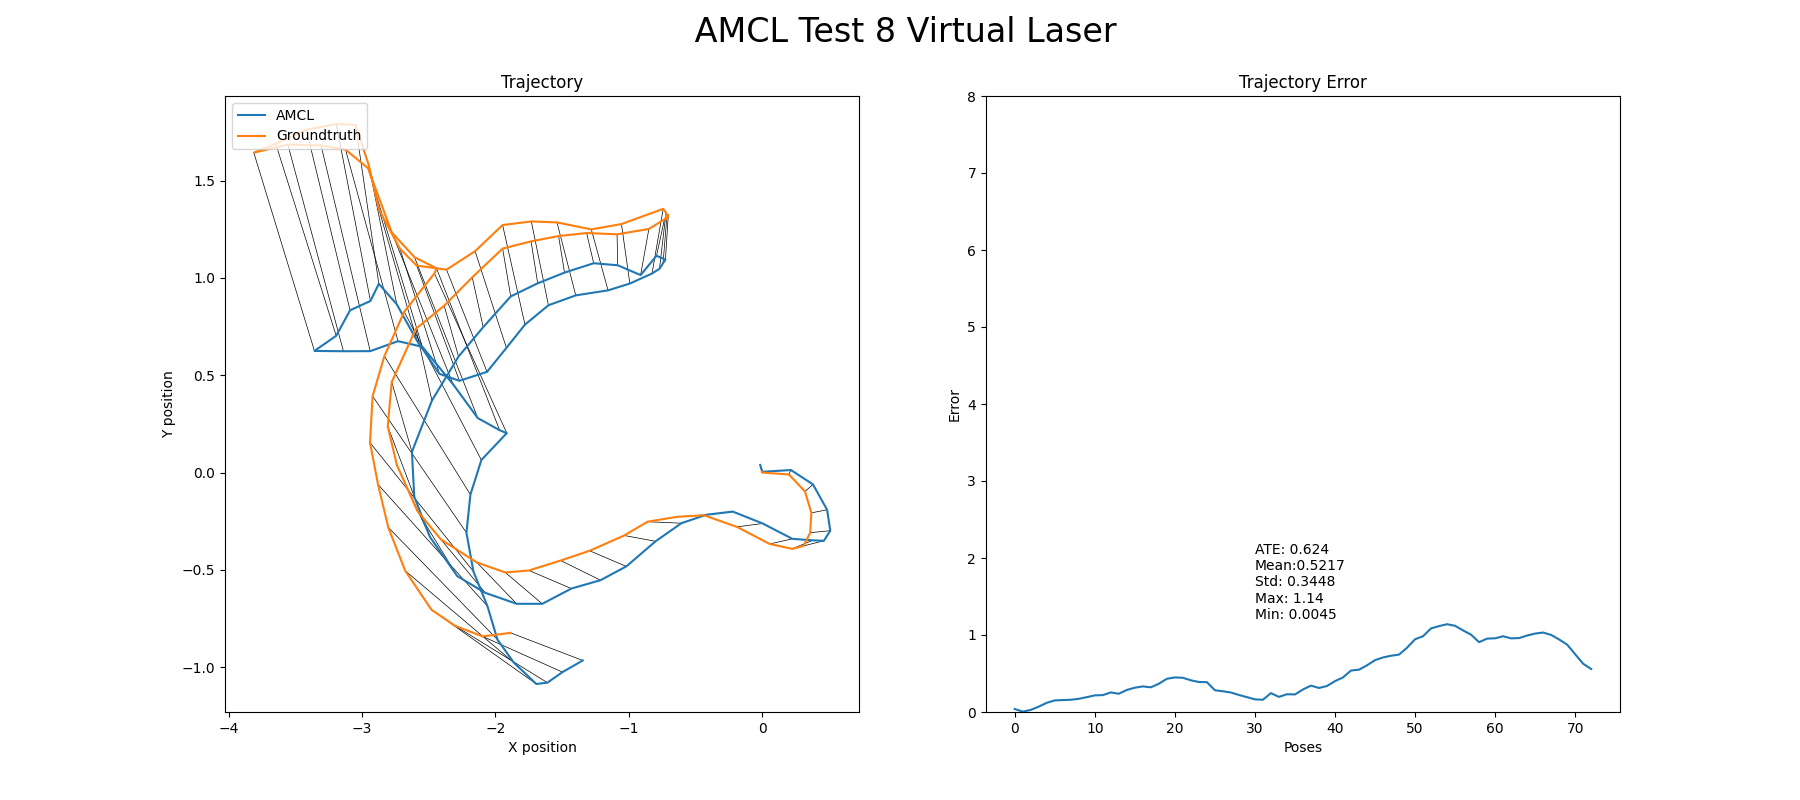 AMCL Test 8 Virtual Laser
Trajectory
AMCL
Groundtruth
1.5
1.0
0.5
0.0
−0.5
−1.0
Y position
−4
−3
−2
−1
0
X position
Trajectory Error
8
7
6
5
4
3
2
1
0
Error
ATE: 0.624
Mean:0.5217
Std: 0.3448
Max: 1.14
Min: 0.0045
0
10
20
30
40
50
60
70
Poses